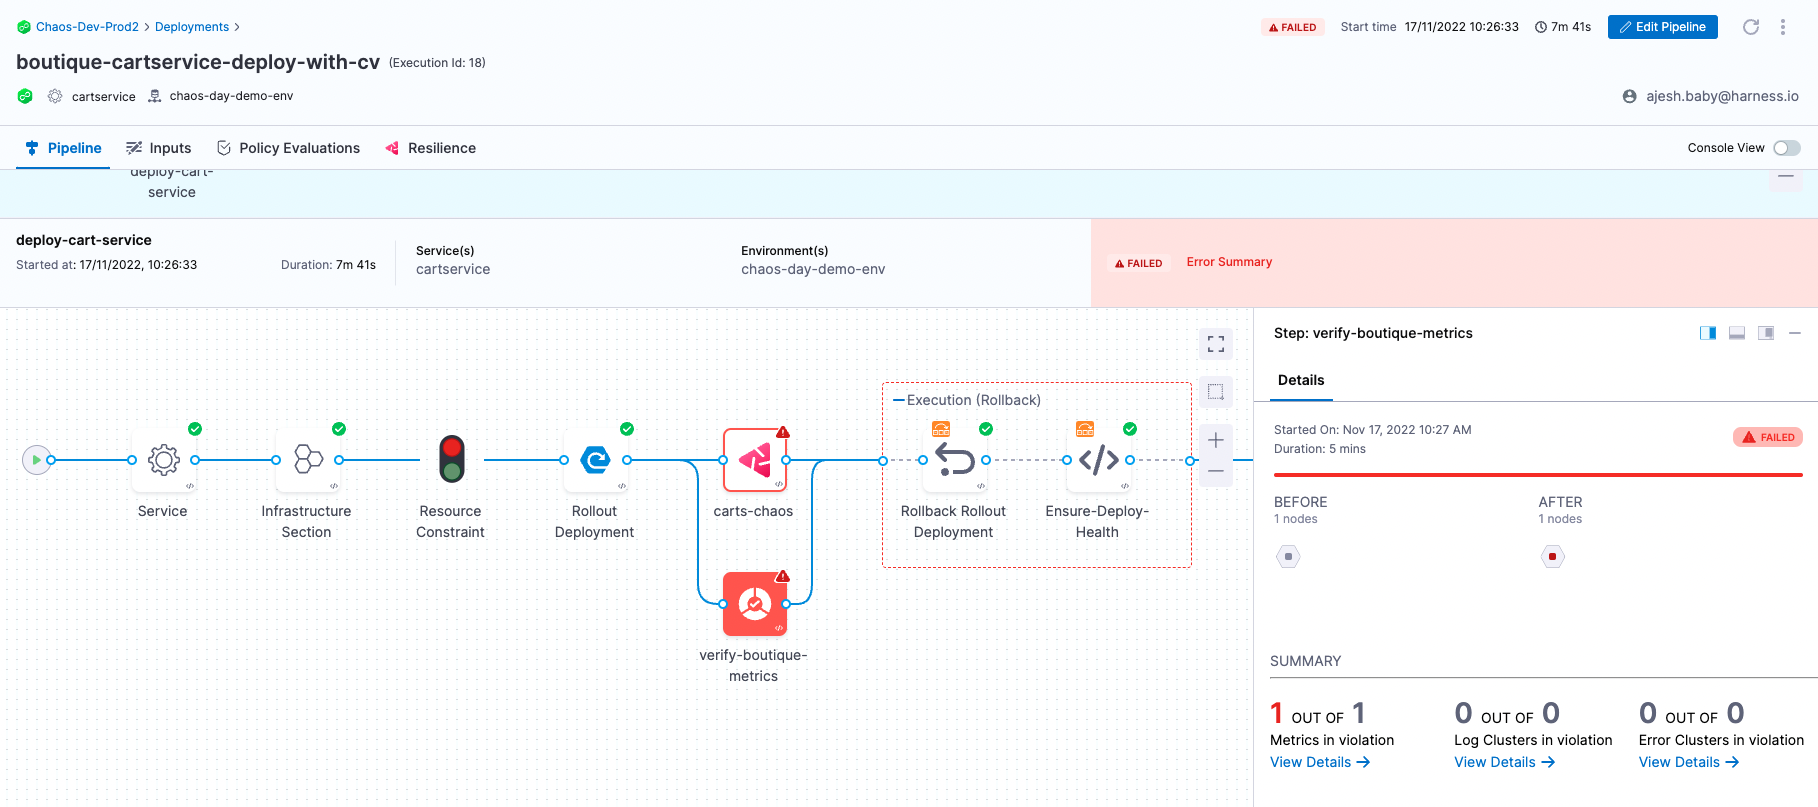 Chaos-Dev-Prod2 > Deployments >
FAILED Start time 17/11/2022 10:26:33 7m 41s Edit Pipeline
boutique-cartservice-deploy-with-cv (Execution Id: 18)
cartservice chaos-day-demo-env
ajesh.baby@harness.io
Pipeline Inputs Policy Evaluations Resilience
Console View
deploy-cart-
service
deploy-cart-service
Started at: 17/11/2022, 10:26:33 Duration: 7m 41s
Service(s)
cartservice
Environment(s)
chaos-day-demo-env
FAILED Error Summary
Execution (Rollback)
Service
Infrastructure
Section
Resource
Constraint
Rollout
Deployment
carts-chaos
Rollback Rollout
Deployment
Ensure-Deploy-
Health
verify-boutique-
metrics
Step: verify-boutique-metrics
Details
Started On: Nov 17, 2022 10:27 AM
Duration: 5 mins
FAILED
BEFORE
1 nodes
AFTER
1 nodes
SUMMARY
1 OUT OF 1
Metrics in violation
View Details
0 OUT OF 0
Log Clusters in violation
View Details
0 OUT OF 0
Error Clusters in violation
View Details